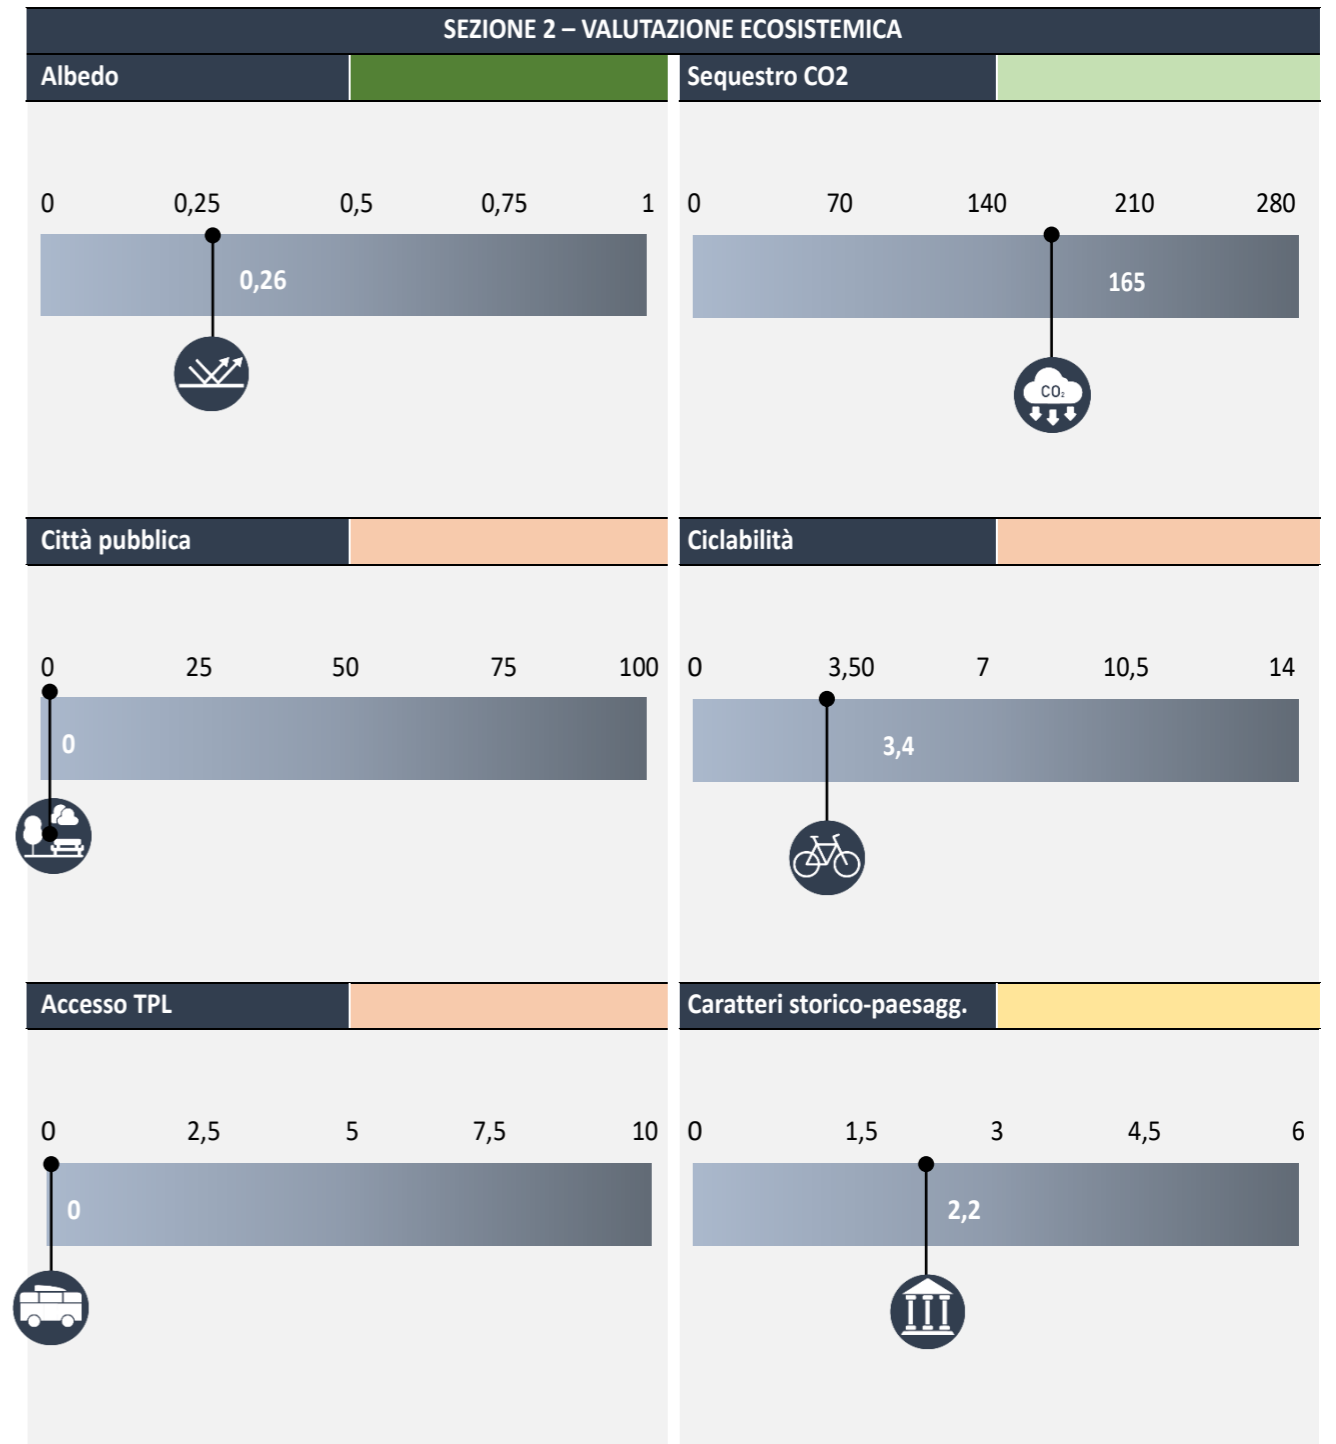 SEZIONE 2 – VALUTAZIONE ECOSISTEMICA
Albedo
0 0,25 0,5 0,75 1
0,26
Sequestro CO2
0 70 140 210 280
165
CO₂
Città pubblica
0 25 50 75 100
0
Ciclabilità
0 3,50 7 10,5 14
3,4
Accesso TPL
0 2,5 5 7,5 10
0
Caratteri storico-paesagg.
0 1,5 3 4,5 6
2,2